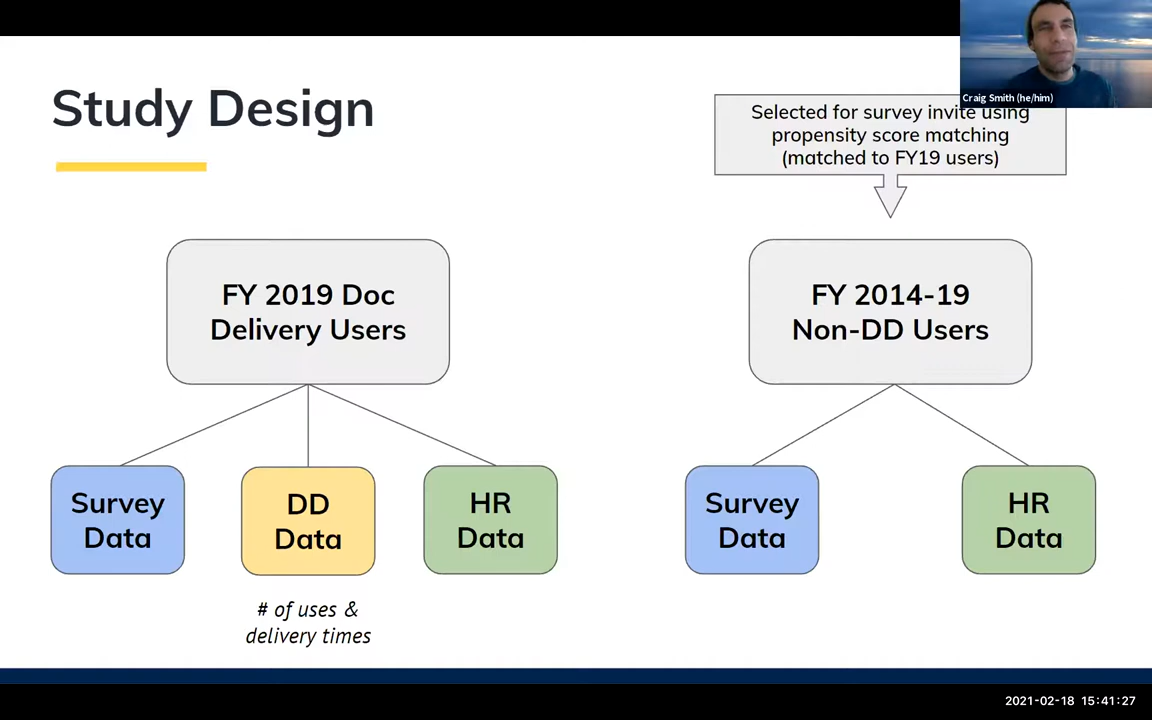 Study Design
Craig Smith (he/him)
Selected for survey invite using
propensity score matching
(matched to FY19 users)
FY 2019 Doc
Delivery Users
FY 2014-19
Non-DD Users
Survey
Data
DD
Data
HR
Data
Survey
Data
HR
Data
# of uses &
delivery times
2021-02-18 15:41:27